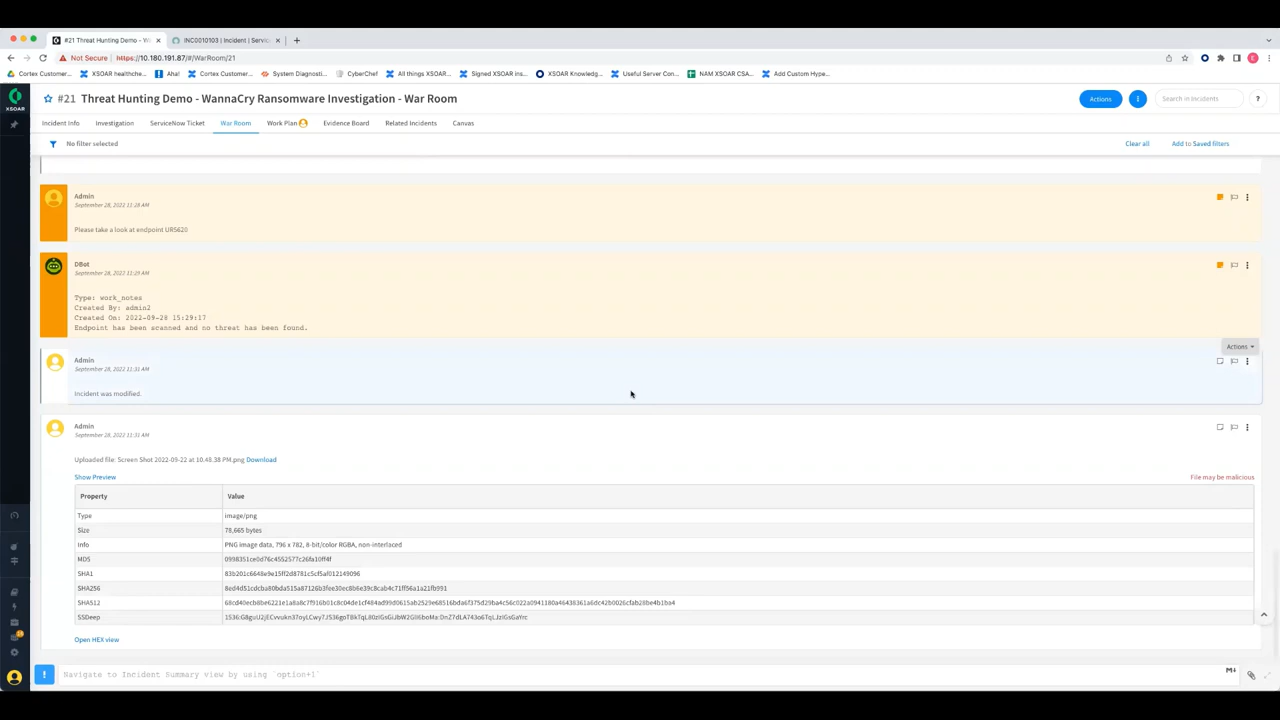 #21 Threat Hunting Demo - W
INC0010103 | Incident | Servic
Not Secure | https://10.180.191.87/#/WarRoom/21
Cortex Customer... XSOAR healthche... Aha! Cortex Customer... System Diagnosti... CyberChef All things XSOAR... Signed XSOAR ins... XSOAR Knowledg... Useful Server Con... NAM XSOAR CSA... Add Custom Hype...
XSOAR
#21 Threat Hunting Demo - WannaCry Ransomware Investigation - War Room
Actions
Search in Incidents
?
Incident Info Investigation ServiceNow Ticket War Room Work Plan Evidence Board Related Incidents Canvas
No filter selected
Clear all
Add to Saved filters
Admin
September 28, 2022 11:28 AM
Please take a look at endpoint UR5620
DBot
September 28, 2022 11:29 AM
Type: work_notes
Created By: admin2
Created On: 2022-09-28 15:29:17
Endpoint has been scanned and no threat has been found.
Actions
Admin
September 28, 2022 11:31 AM
Incident was modified.
Admin
September 28, 2022 11:31 AM
Uploaded file: Screen Shot 2022-09-22 at 10.48.38 PM.png Download
Show Preview
File may be malicious
Property Value
Type image/png
Size 78,665 bytes
Info PNG image data, 796 x 782, 8-bit/color RGBA, non-interlaced
MD5
SHA1
SHA256
SHA512
SSDeep
Open HEX view
! Navigate to Incident Summary view by using `option+1`
M